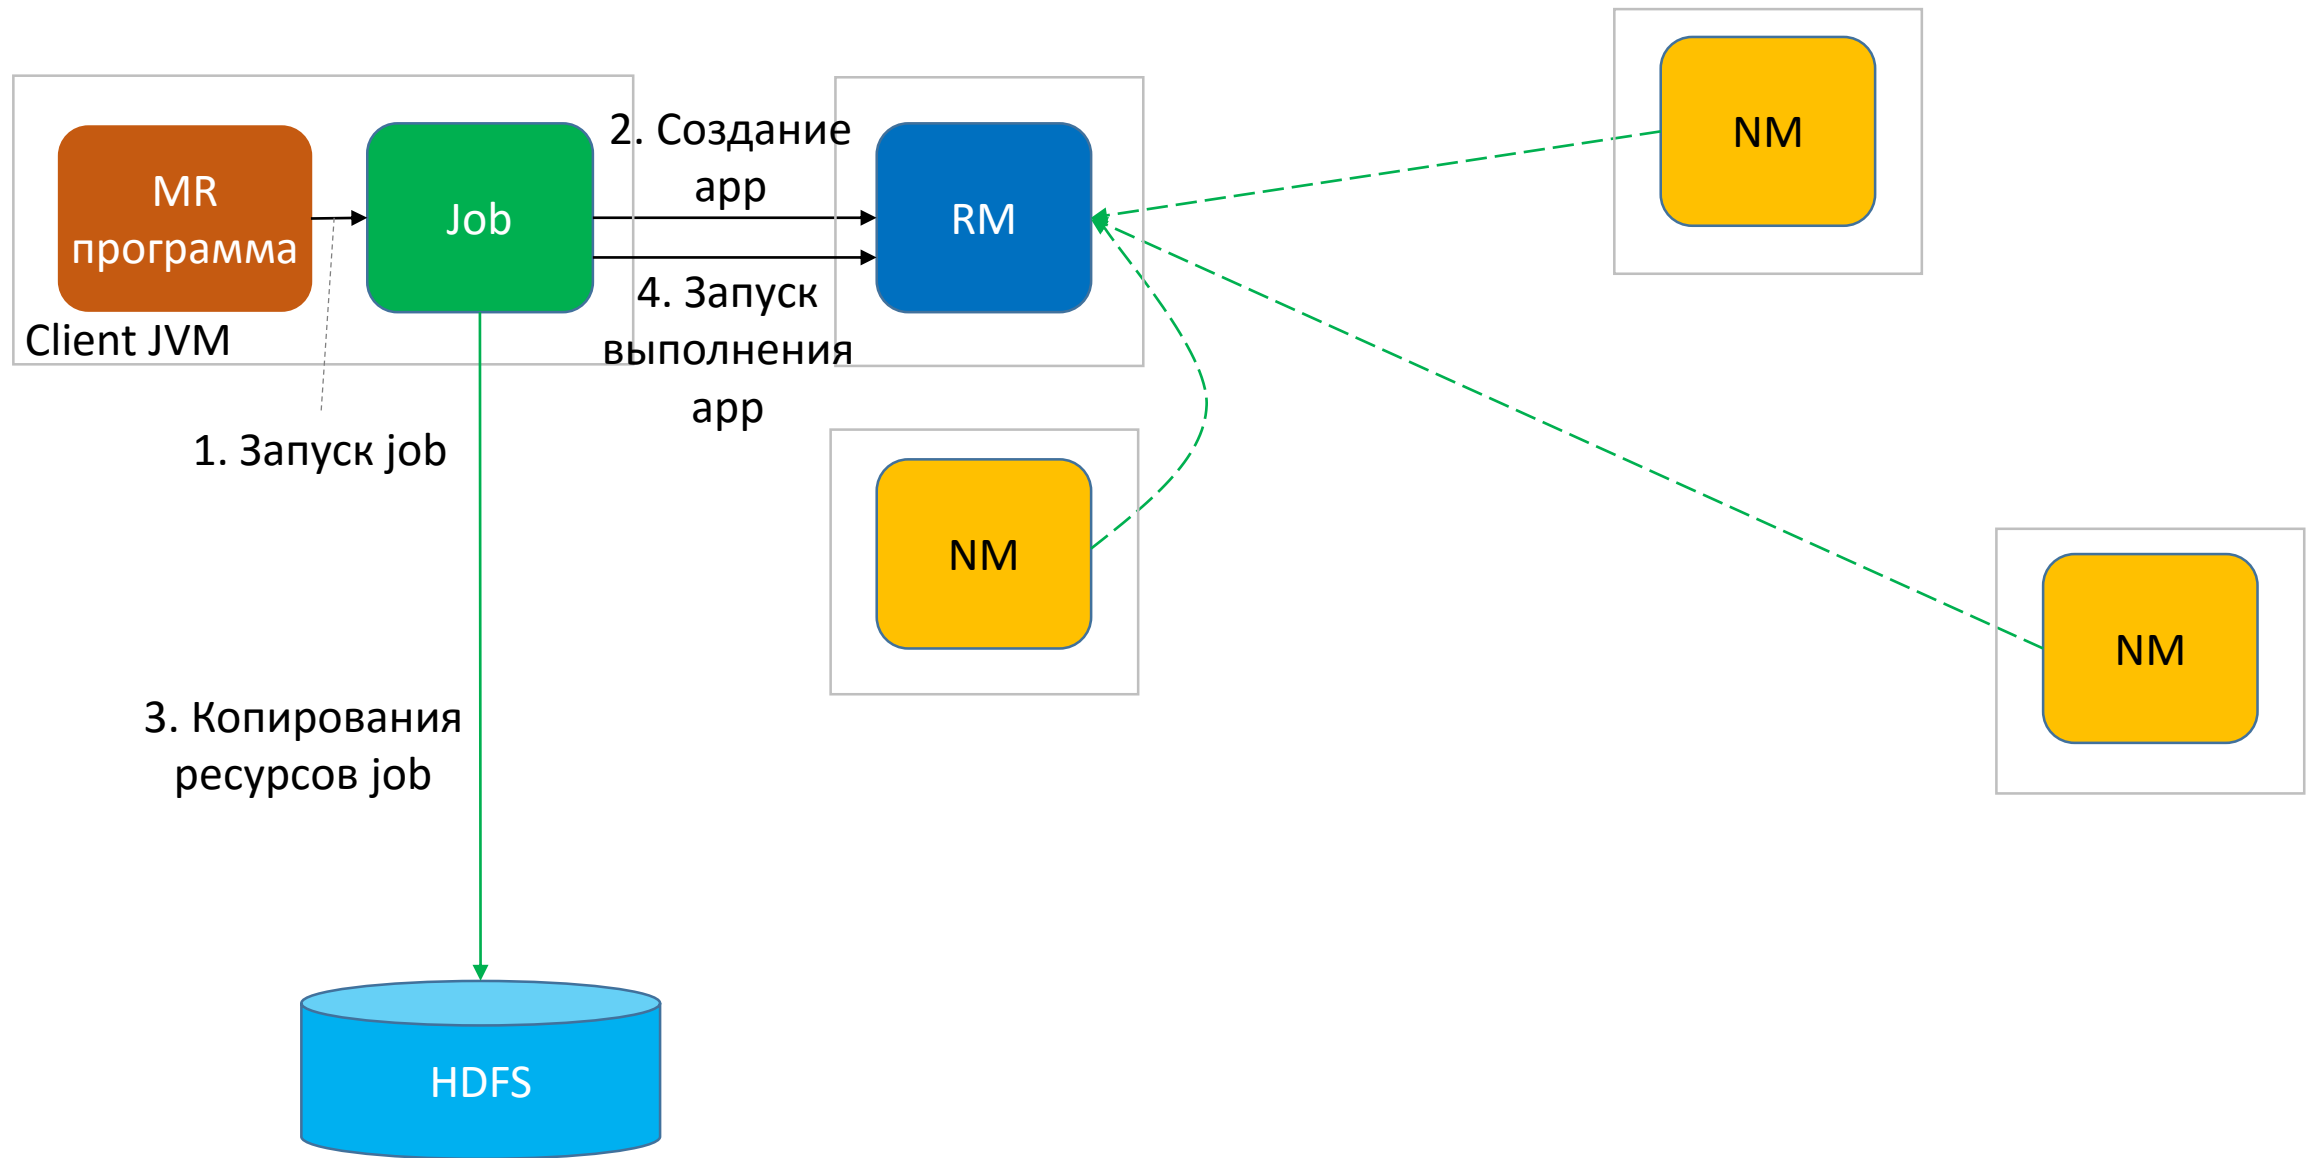 MR
программа
Client JVM
1. Запуск job
Job
2. Создание
app
4. Запуск
выполнения
app
RM
NM
NM
NM
3. Копирования
ресурсов job
HDFS